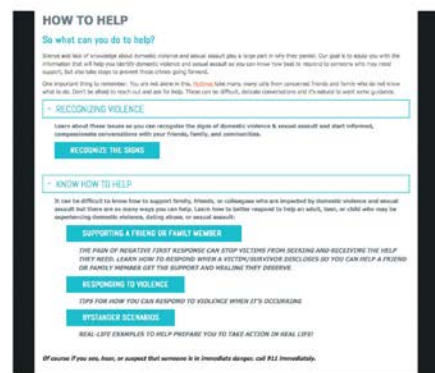 HOW TO HELP
So what can you do to help?
Silence and lack of knowledge about domestic violence and sexual assault play a large part in why they persist. Our goal is to equip you with the
information that will help you identify domestic violence and sexual assault so you can know how best to respond to someone who may need
support, but also take steps to prevent these crimes going forward.
One important thing to remember: You are not alone in this. Hotlines take many, many calls from concerned friends and family who do not know
what to do. Don't be afraid to reach out and ask for help. These can be difficult, delicate conversations and it's natural to want some guidance.
- RECOGNIZING VIOLENCE
Learn about these issues so you can recognize the signs of domestic violence & sexual assault and start informed,
compassionate conversations with your friends, family, and communities.
RECOGNIZE THE SIGNS
- KNOW HOW TO HELP
It can be difficult to know how to support family, friends, or colleagues who are impacted by domestic violence and sexual
assault but there are so many ways you can help. Learn how to better respond to help an adult, teen, or child who may be
experiencing domestic violence, dating abuse, or sexual assault:
SUPPORTING A FRIEND OR FAMILY MEMBER
THE PAIN OF NEGATIVE FIRST RESPONSE CAN STOP VICTIMS FROM SEEKING AND RECEIVING THE HELP
THEY NEED. LEARN HOW TO RESPOND WHEN A VICTIM/SURVIVOR DISCLOSES SO YOU CAN HELP A FRIEND
OR FAMILY MEMBER GET THE SUPPORT AND HEALING THEY DESERVE
RESPONDING TO VIOLENCE
TIPS FOR HOW YOU CAN RESPOND TO VIOLENCE WHEN IT'S OCCURING
BYSTANDER SCENARIOS
REAL-LIFE EXAMPLES TO HELP PREPARE YOU TO TAKE ACTION IN REAL LIFE!
Of course if you see, hear, or suspect that someone is in immediate danger, call 911 immediately.